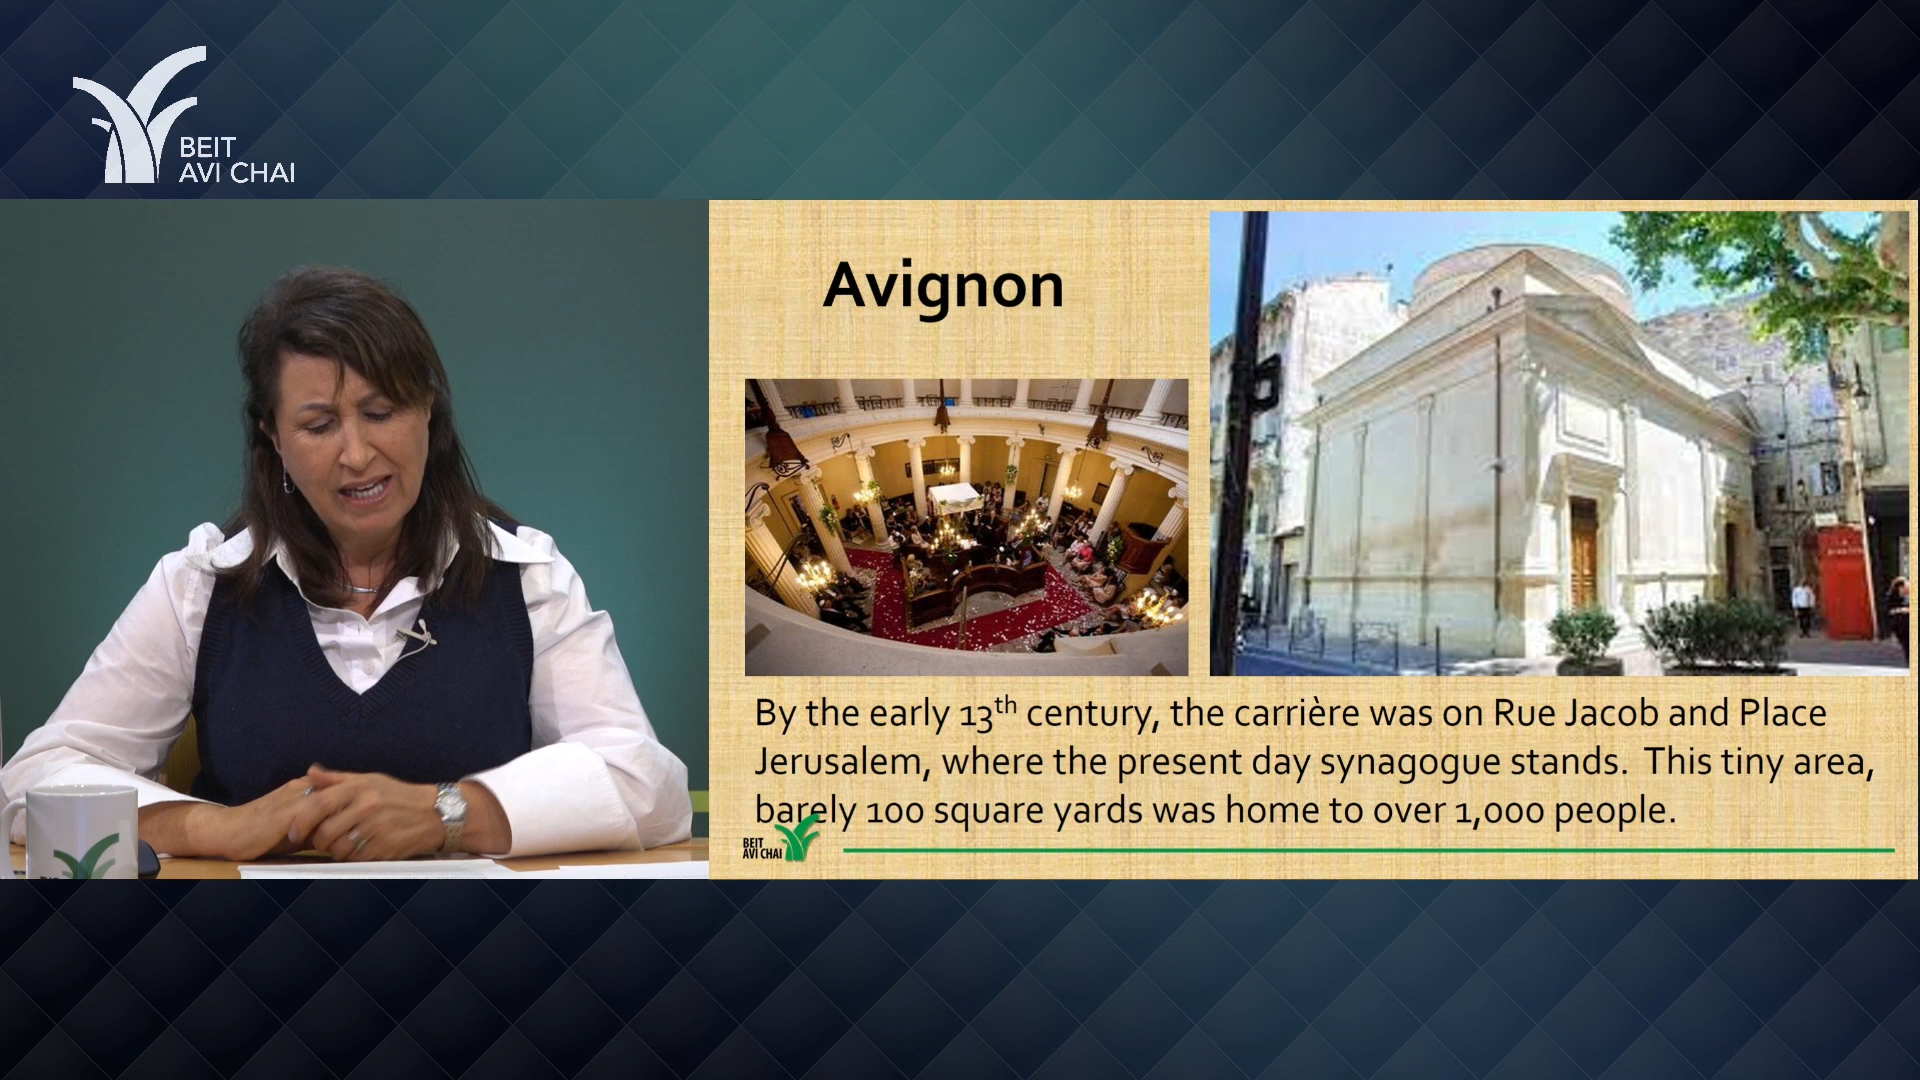 BEIT
AVI CHAI
Avignon
By the early 13th century, the carrière was on Rue Jacob and Place
Jerusalem, where the present day synagogue stands. This tiny area,
barely 100 square yards was home to over 1,000 people.
BEIT
AVI CHAI